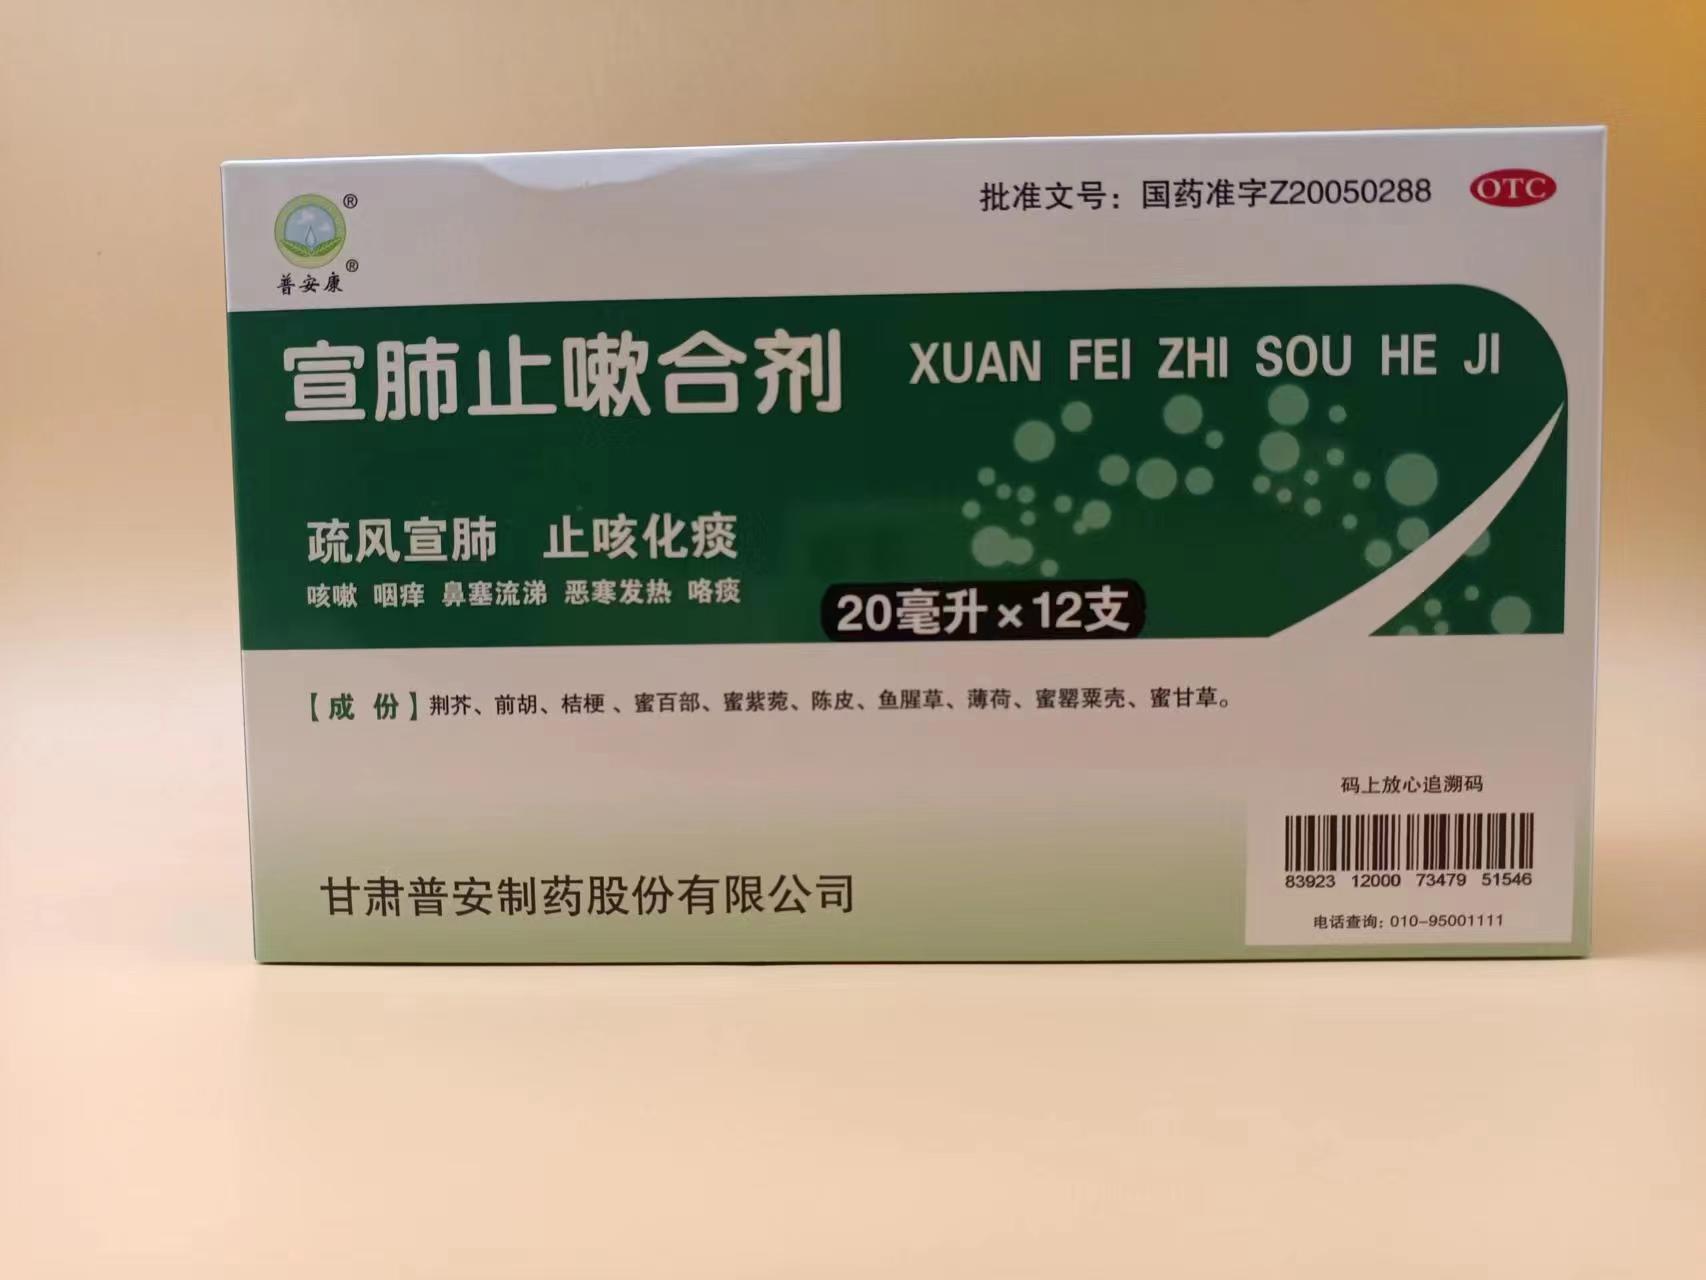 批准文号：国药准字Z20050288
OTC
®
普安康®
宣肺止嗽合剂
XUAN FEI ZHI SOU HE JI
疏风宣肺 止咳化痰
咳嗽 咽痒 鼻塞流涕 恶寒发热 咯痰
20毫升×12支
【成 份】荆芥、前胡、桔梗、蜜百部、蜜紫菀、陈皮、鱼腥草、薄荷、蜜罂粟壳、蜜甘草。
码上放心追溯码
83923 12000 73479 51546
电话查询：010-95001111
甘肃普安制药股份有限公司